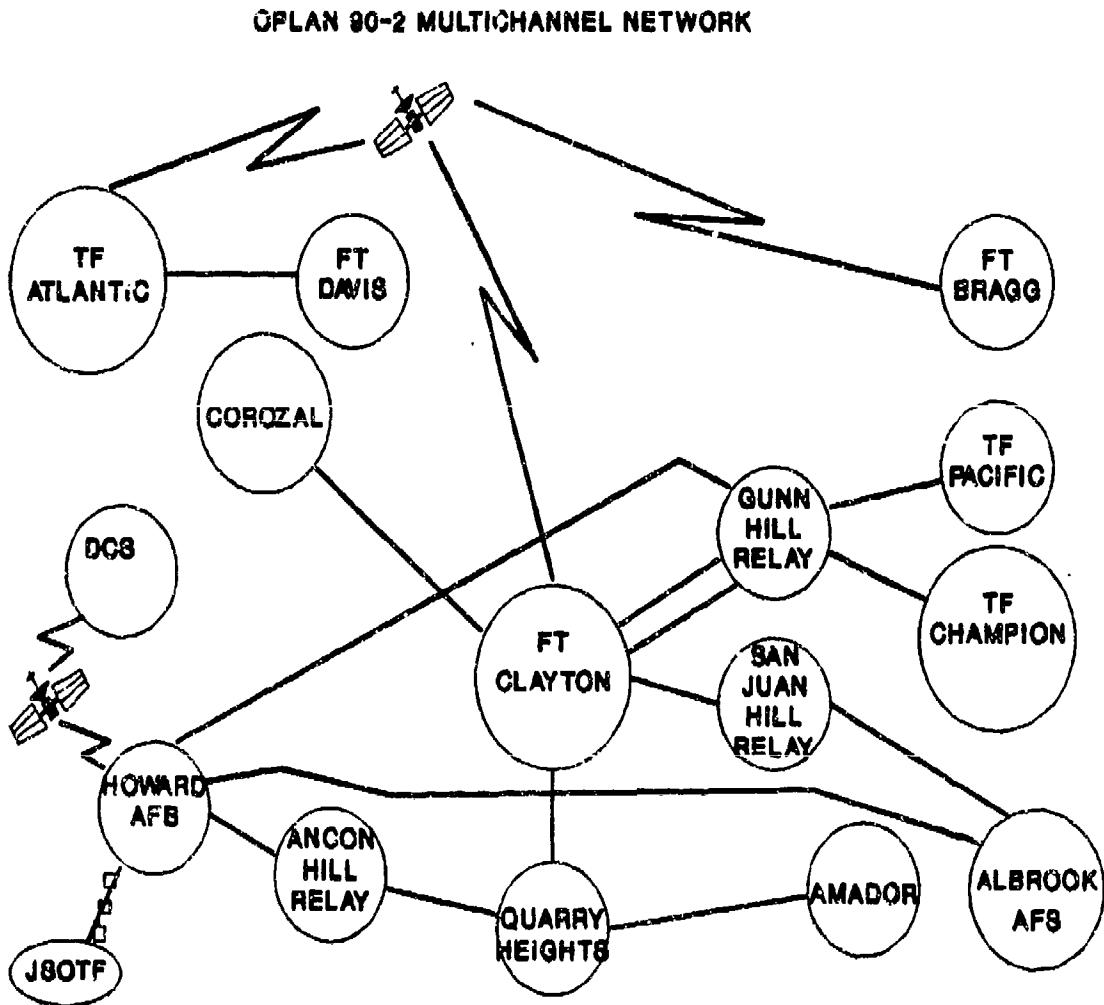 OPLAN 90-2 MULTICHANNEL NETWORK
TF
ATLANTIC
FT
DAVIS
FT
BRAGG
COROZAL
TF
PACIFIC
GUNN
HILL
RELAY
DCS
TF
CHAMPION
FT
CLAYTON
SAN
JUAN
HILL
RELAY
HOWARD
AFB
ANCON
HILL
RELAY
AMADOR
ALBROOK
AFS
QUARRY
HEIGHTS
JSOTF